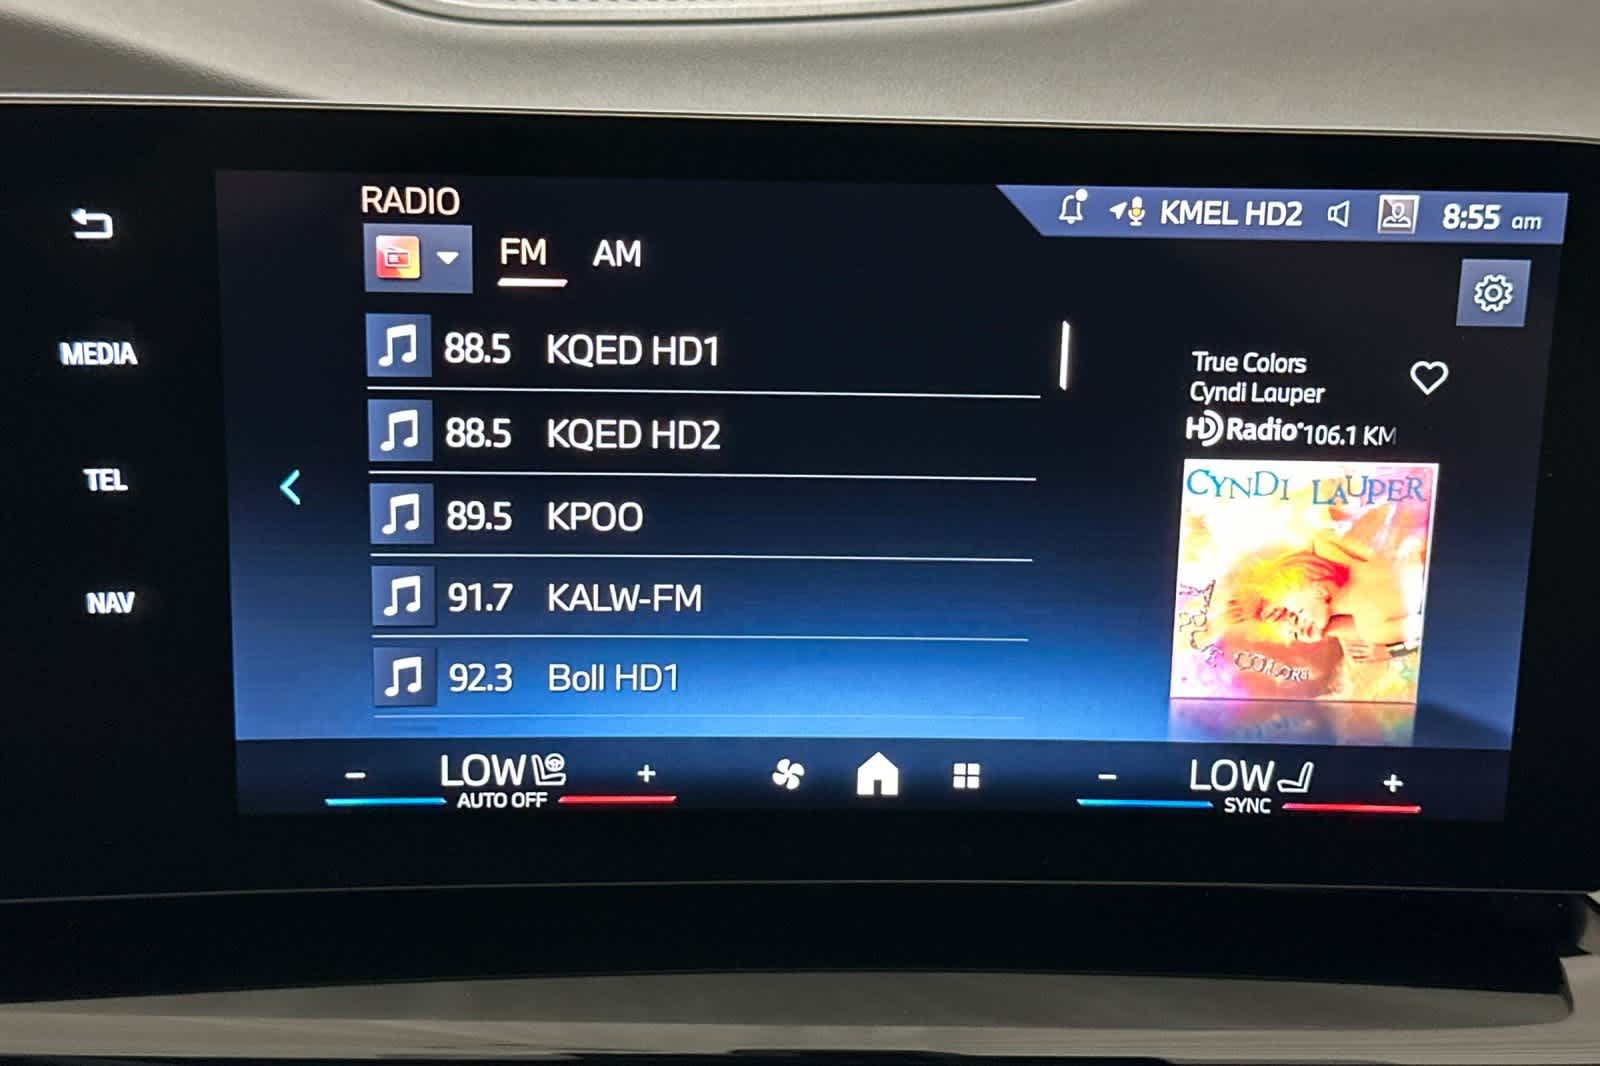 RADIO
FM AM
KMEL HD2
8:55 am
MEDIA
TEL
NAV
88.5 KQED HD1
88.5 KQED HD2
89.5 KPOO
91.7 KALW-FM
92.3 Boll HD1
True Colors
Cyndi Lauper
HD Radio 106.1 KM
CYNDI LAUPER
TRUE
COLORS
LOW
AUTO OFF
LOW
SYNC